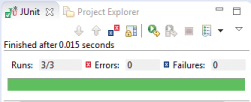 JUnit Project Explorer
Finished after 0.015 seconds
Runs: 3/3 Errors: 0 Failures: 0